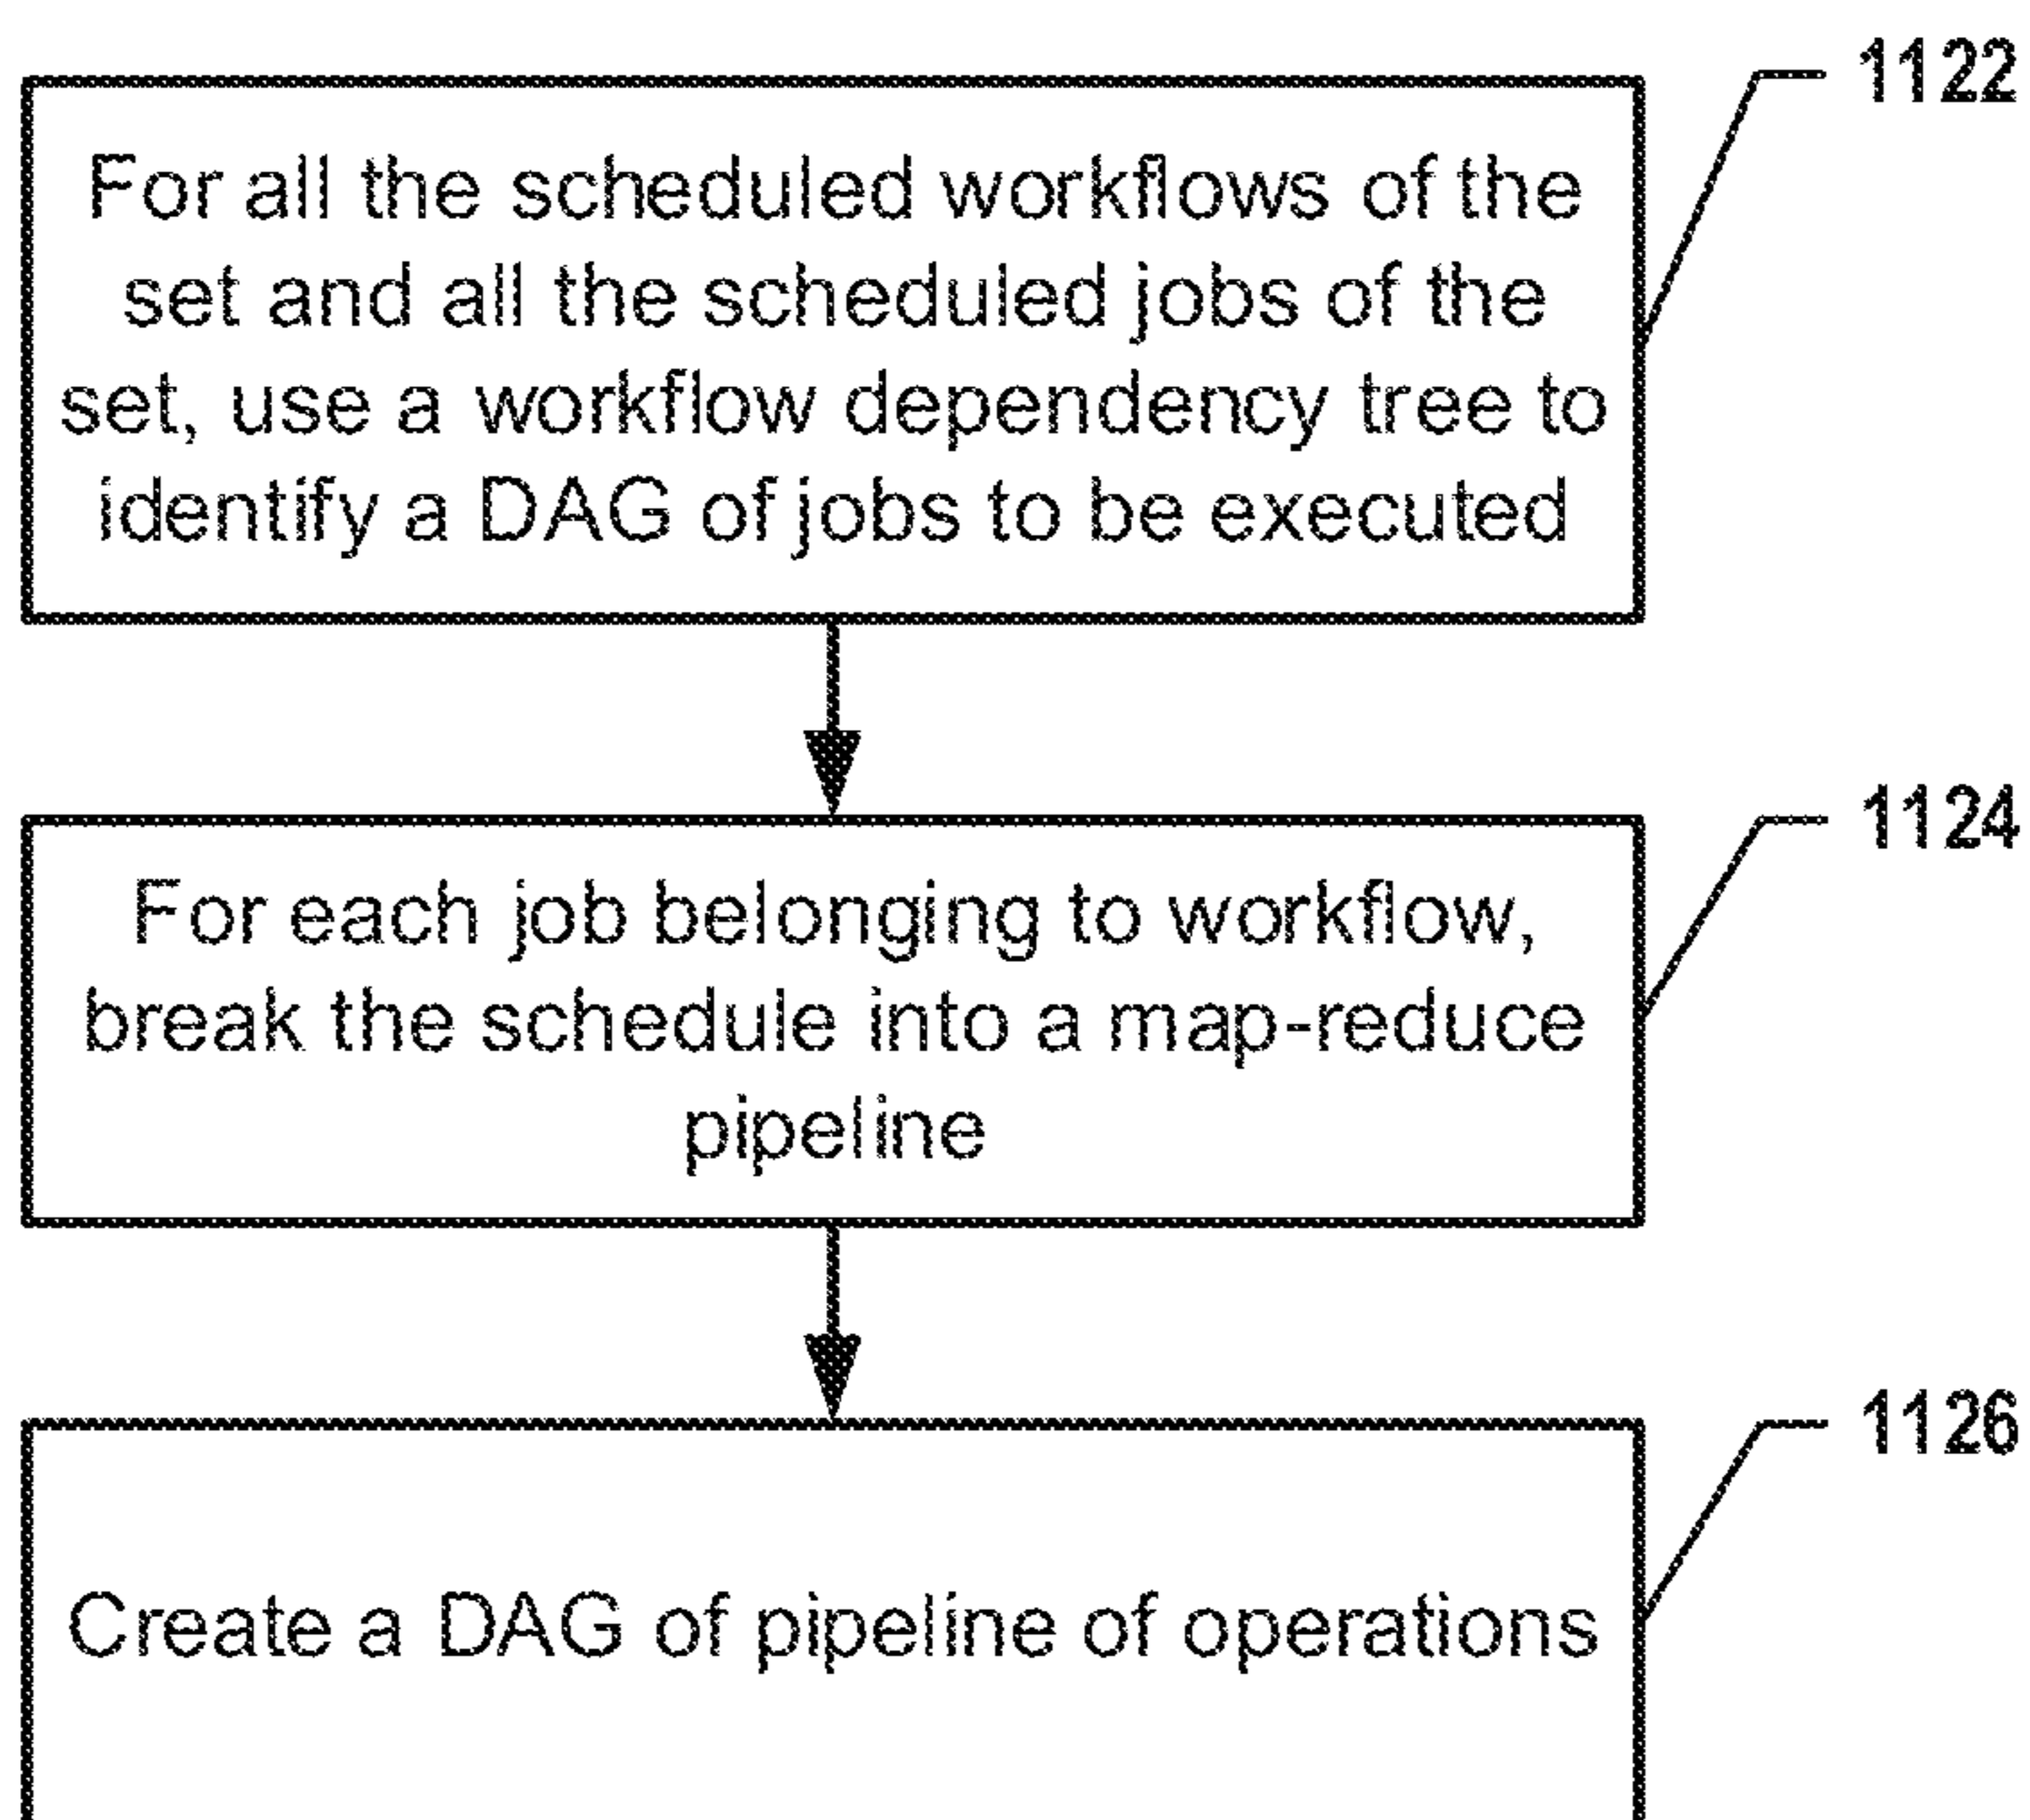 1122
For all the scheduled workflows of the
set and all the scheduled jobs of the
set, use a workflow dependency tree to
identify a DAG of jobs to be executed
1124
For each job belonging to workflow,
break the schedule into a map-reduce
pipeline
1126
Create a DAG of pipeline of operations